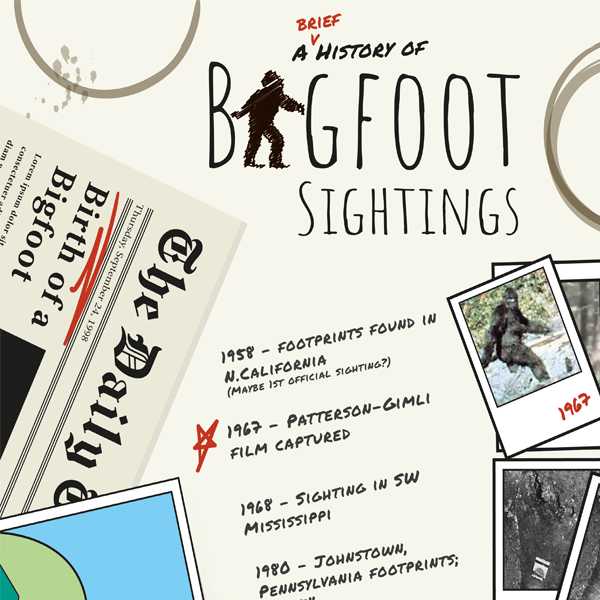 BRIEF
A HISTORY OF
BIGFOOT
SIGHTINGS
The Daily
Thursday, September 24, 1998
Birth of a
Bigfoot
Lorem ipsum dolor sit
consectetuer
diam
1958 – FOOTPRINTS FOUND IN
N.CALIFORNIA
(MAYBE 1ST OFFICIAL SIGHTING?)
1967 – PATTERSON-GIMLI
FILM CAPTURED
1968 – SIGHTING IN SW
MISSISSIPPI
1980 – JOHNSTOWN,
PENNSYLVANIA FOOTPRINTS;
1967